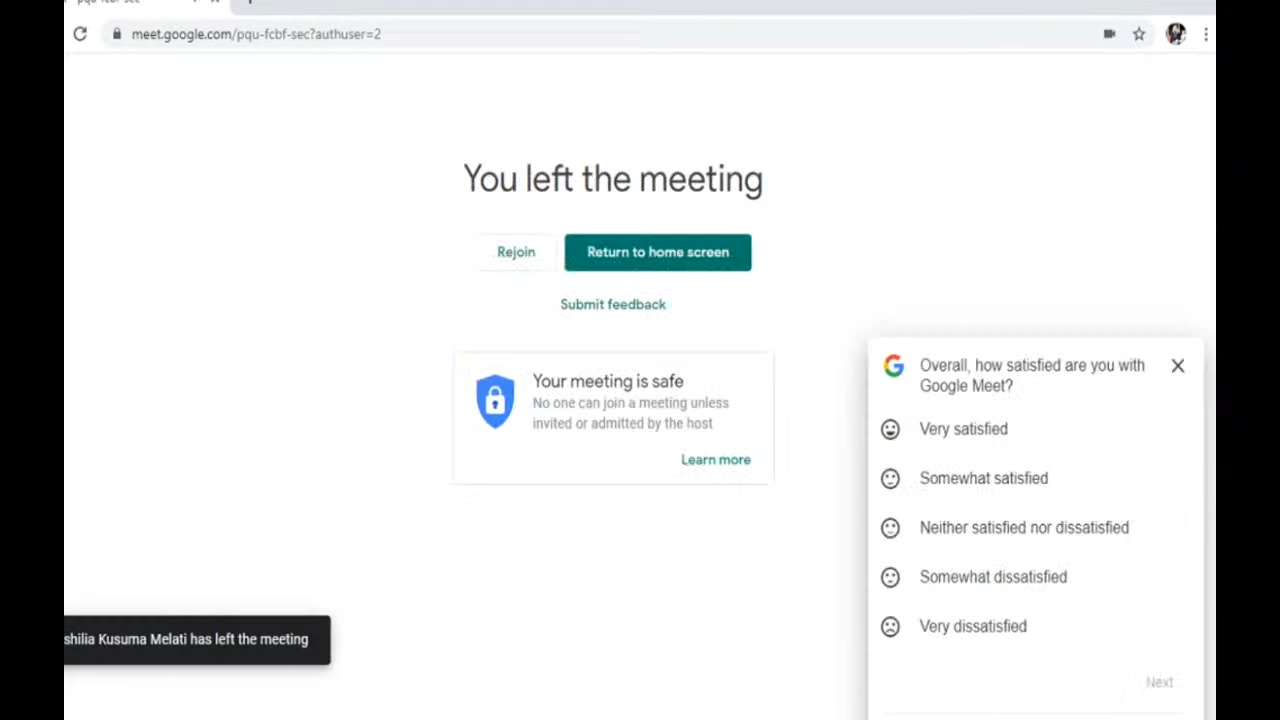 meet.google.com/pqu-fcbf-sec?authuser=2
You left the meeting
Rejoin
Return to home screen
Submit feedback
Your meeting is safe
No one can join a meeting unless
invited or admitted by the host
Learn more
Overall, how satisfied are you with
Google Meet?
Very satisfied
Somewhat satisfied
Neither satisfied nor dissatisfied
Somewhat dissatisfied
Very dissatisfied
Next
shilia Kusuma Melati has left the meeting